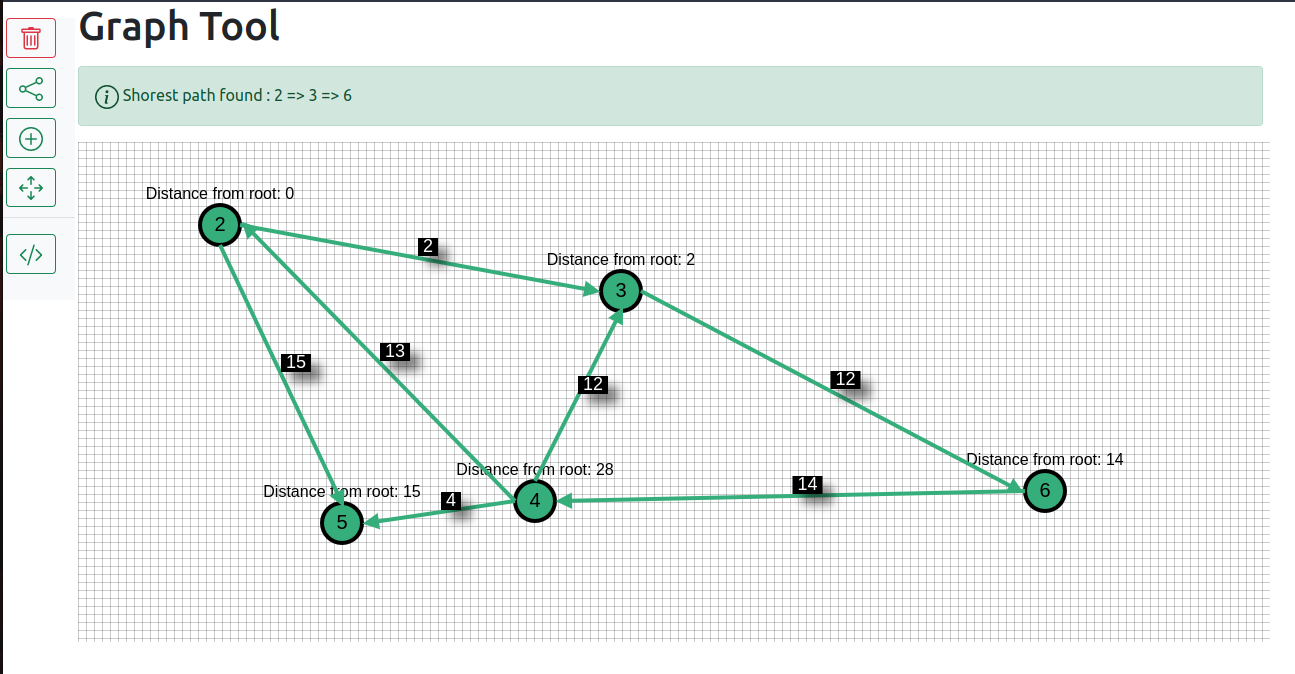 Graph Tool
Shorest path found : 2 => 3 => 6
Distance from root: 0
2
2
Distance from root: 2
3
15
13
12
12
Distance from root: 28
Distance from root: 14
14
Distance from root: 15
4
4
6
5